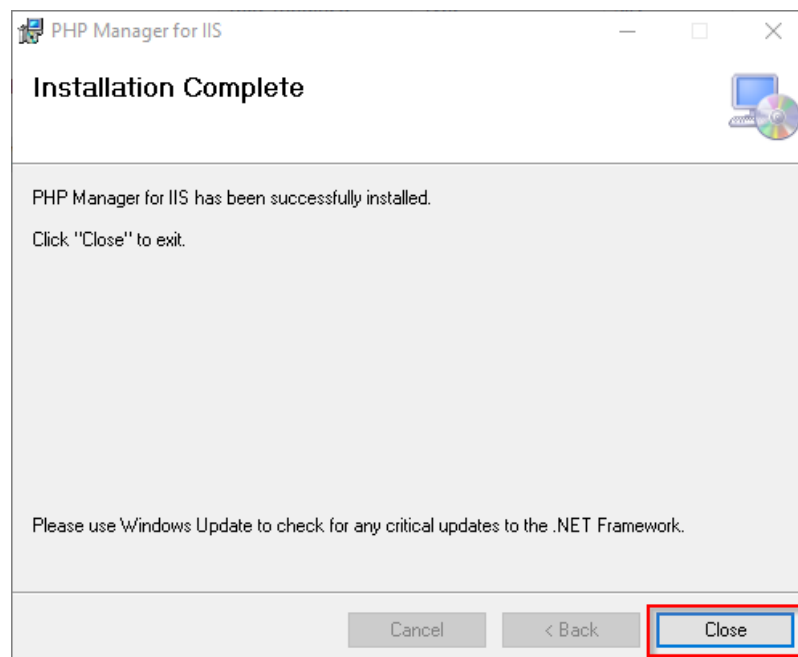 PHP Manager for IIS
Installation Complete
PHP Manager for IIS has been successfully installed.
Click "Close" to exit.
Please use Windows Update to check for any critical updates to the .NET Framework.
Cancel
< Back
Close